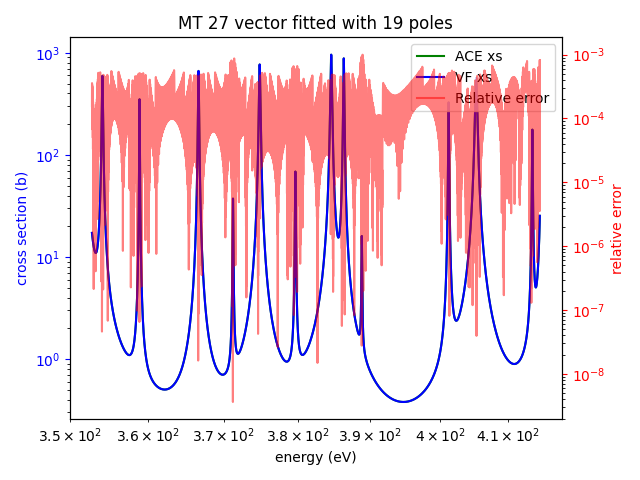 MT 27 vector fitted with 19 poles
ACE xs
VF xs
Relative error
10³
10²
10¹
10⁰
cross section (b)
10⁻³
10⁻⁴
10⁻⁵
10⁻⁶
10⁻⁷
10⁻⁸
relative error
3.5 × 10² 3.6 × 10² 3.7 × 10² 3.8 × 10² 3.9 × 10² 4 × 10² 4.1 × 10²
energy (eV)